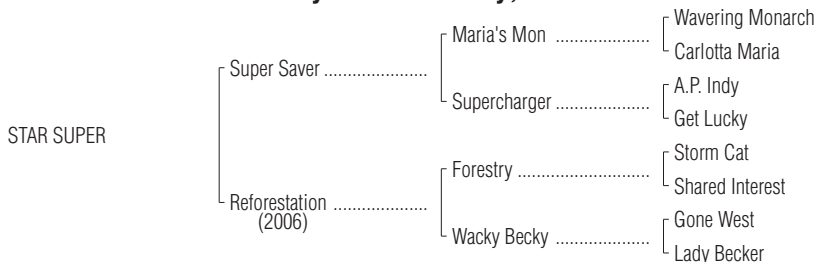 Maria's Mon ....................
Wavering Monarch
Carlotta Maria
Super Saver ......................
Supercharger ....................
A.P. Indy
Get Lucky
STAR SUPER
Reforestation ....................
(2006)
Forestry ............................
Storm Cat
Shared Interest
Wacky Becky ....................
Gone West
Lady Becker